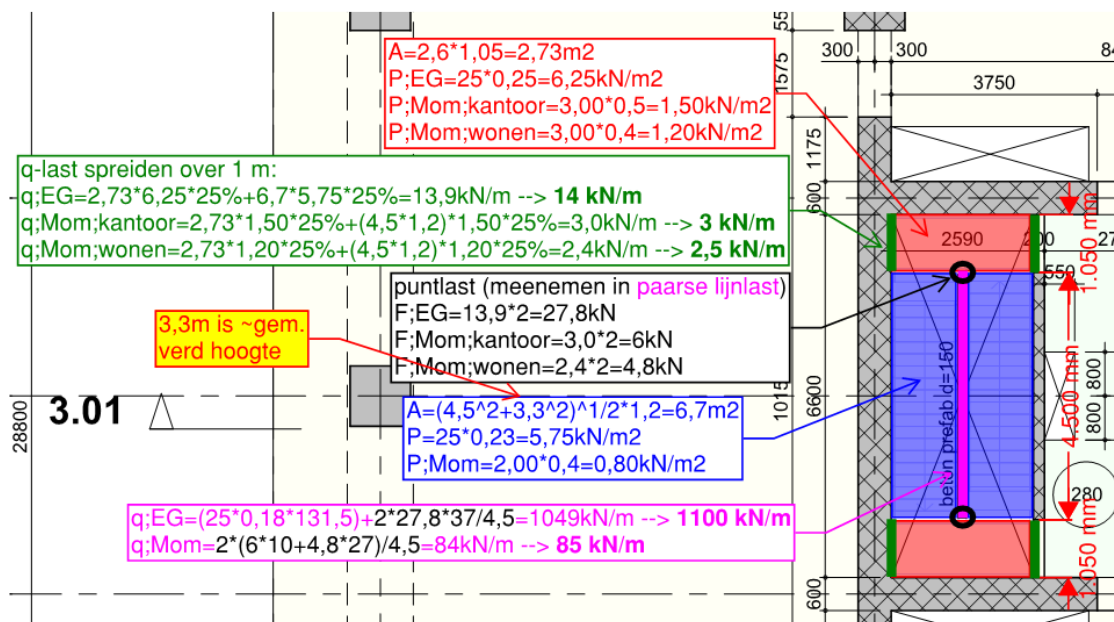 A=2,6*1,05=2,73m2
P;EG=25*0,25=6,25kN/m2
P;Mom;kantoor=3,00*0,5=1,50kN/m2
P;Mom;wonen=3,00*0,4=1,20kN/m2
300
300
84
3750
55
1575
1175
600
q-last spreiden over 1 m:
q;EG=2,73*6,25*25%+6,7*5,75*25%=13,9kN/m --> 14 kN/m
q;Mom;kantoor=2,73*1,50*25%+(4,5*1,2)*1,50*25%=3,0kN/m --> 3 kN/m
q;Mom;wonen=2,73*1,20*25%+(4,5*1,2)*1,20*25%=2,4kN/m --> 2,5 kN/m
2590
200
27
1.050 mm
550
puntlast (meenemen in paarse lijnlast)
F;EG=13,9*2=27,8kN
F;Mom;kantoor=3,0*2=6kN
F;Mom;wonen=2,4*2=4,8kN
3,3m is ~gem.
verd hoogte
3.01
28800
1015
6600
beton prefab d=150
4.500 mm
800
800
A=(4,5^2+3,3^2)^1/2*1,2=6,7m2
P=25*0,23=5,75kN/m2
P;Mom=2,00*0,4=0,80kN/m2
280
q;EG=(25*0,18*131,5)+2*27,8*37/4,5=1049kN/m --> 1100 kN/m
q;Mom=2*(6*10+4,8*27)/4,5=84kN/m --> 85 kN/m
600
1.050 mm